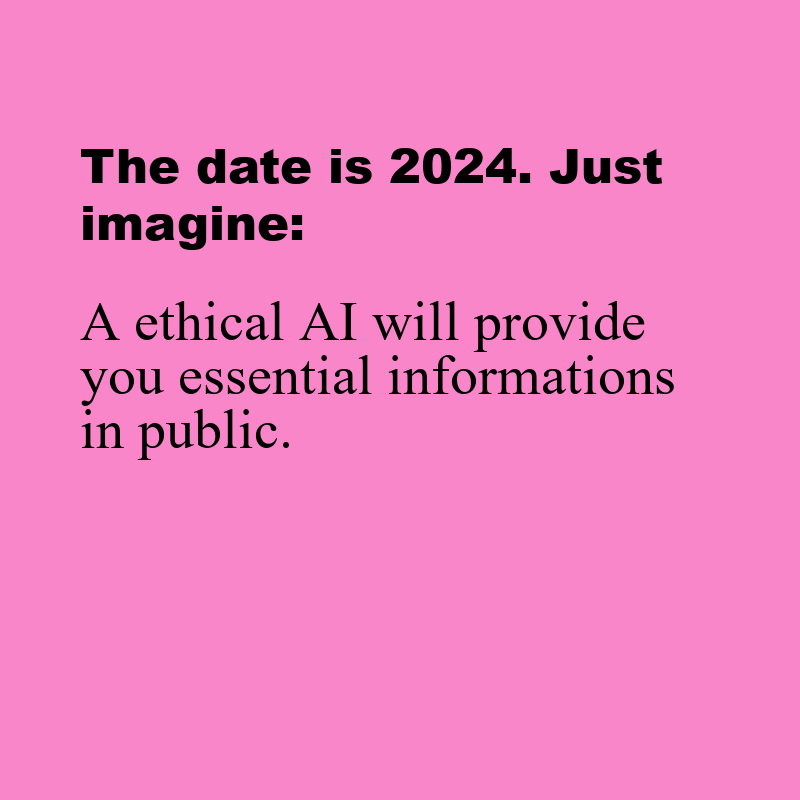 The date is 2024. Just
imagine:
A ethical AI will provide
you essential informations
in public.